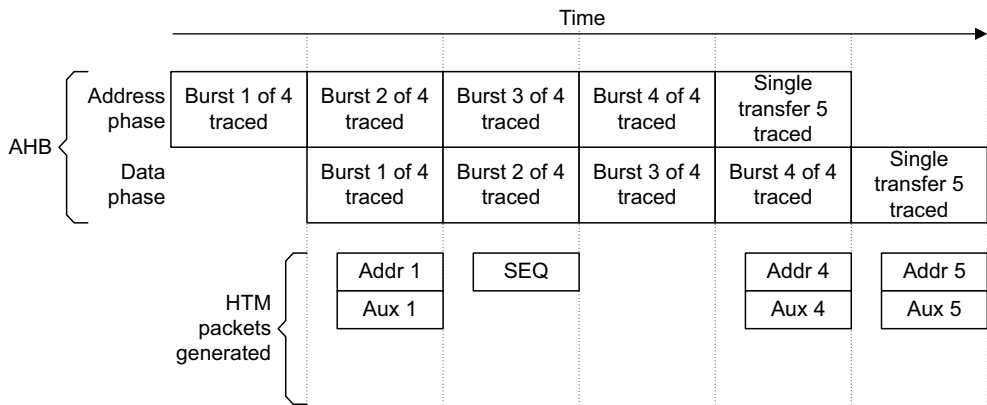 Time
AHB
Address
phase
Burst 1 of 4
traced
Burst 2 of 4
traced
Burst 3 of 4
traced
Burst 4 of 4
traced
Single
transfer 5
traced
Data
phase
Burst 1 of 4
traced
Burst 2 of 4
traced
Burst 3 of 4
traced
Burst 4 of 4
traced
Single
transfer 5
traced
HTM
packets
generated
Addr 1
Aux 1
SEQ
Addr 4
Aux 4
Addr 5
Aux 5